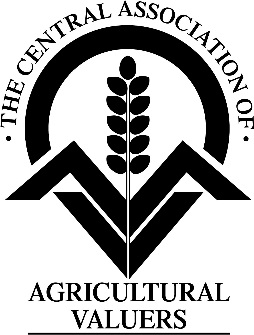 · THE CENTRAL ASSOCIATION OF ·
AGRICULTURAL
VALUERS